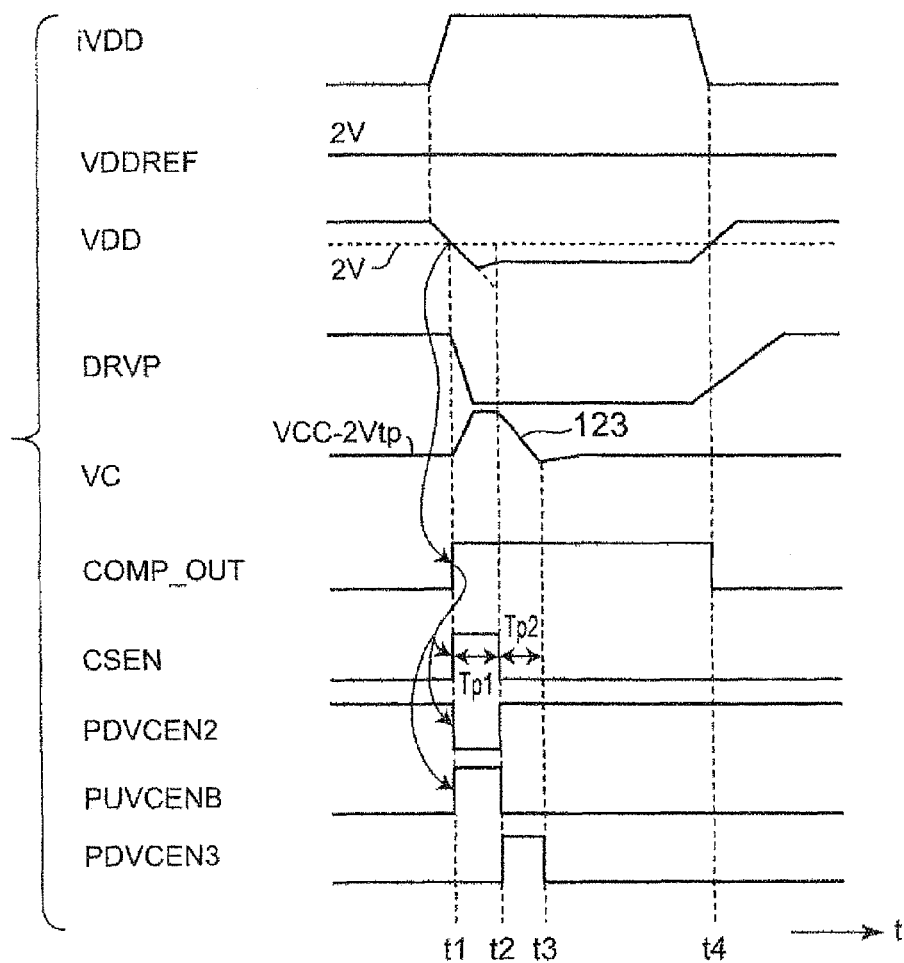 iVDD
2V
VDDREF
VDD
2V
DRVP
VCC-2Vtp
123
VC
COMP_OUT
Tp2
CSEN
Tp1
PDVCEN2
PUVCENB
PDVCEN3
t1 t2 t3 t4 t